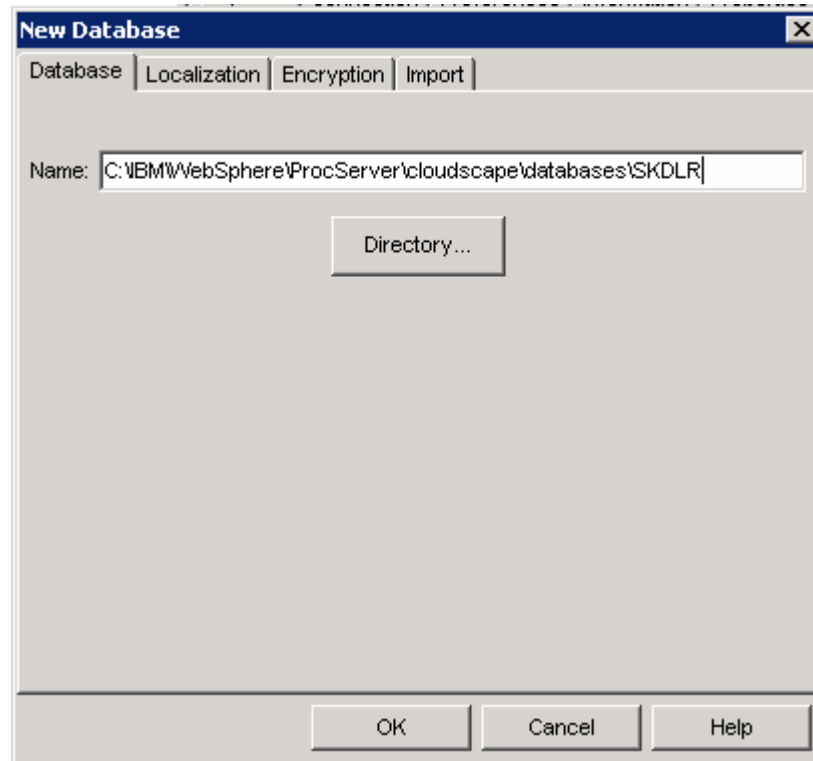 New Database
Database Localization Encryption Import
Name: C:\IBM\WebSphere\ProcServer\cloudscape\databases\SKDLR
Directory...
OK Cancel Help